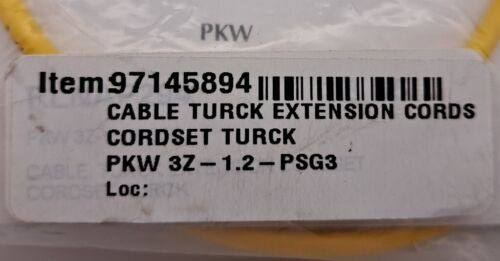 PKW
Item:97145894
CABLE TURCK EXTENSION CORDS
CORDSET TURCK
PKW 3Z-1.2-PSG3
Loc: